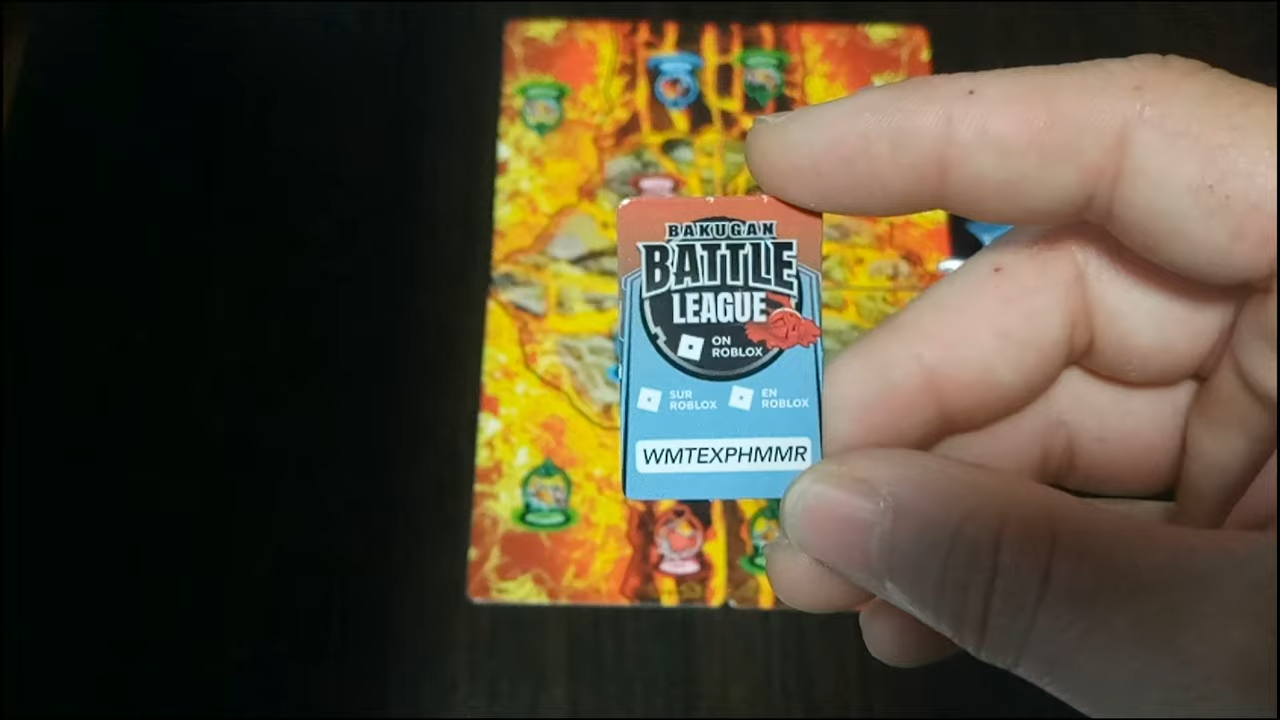 BAKUGAN
BATTLE
LEAGUE
ON
ROBLOX
SUR
ROBLOX
EN
ROBLOX
WMTEXPHMMR